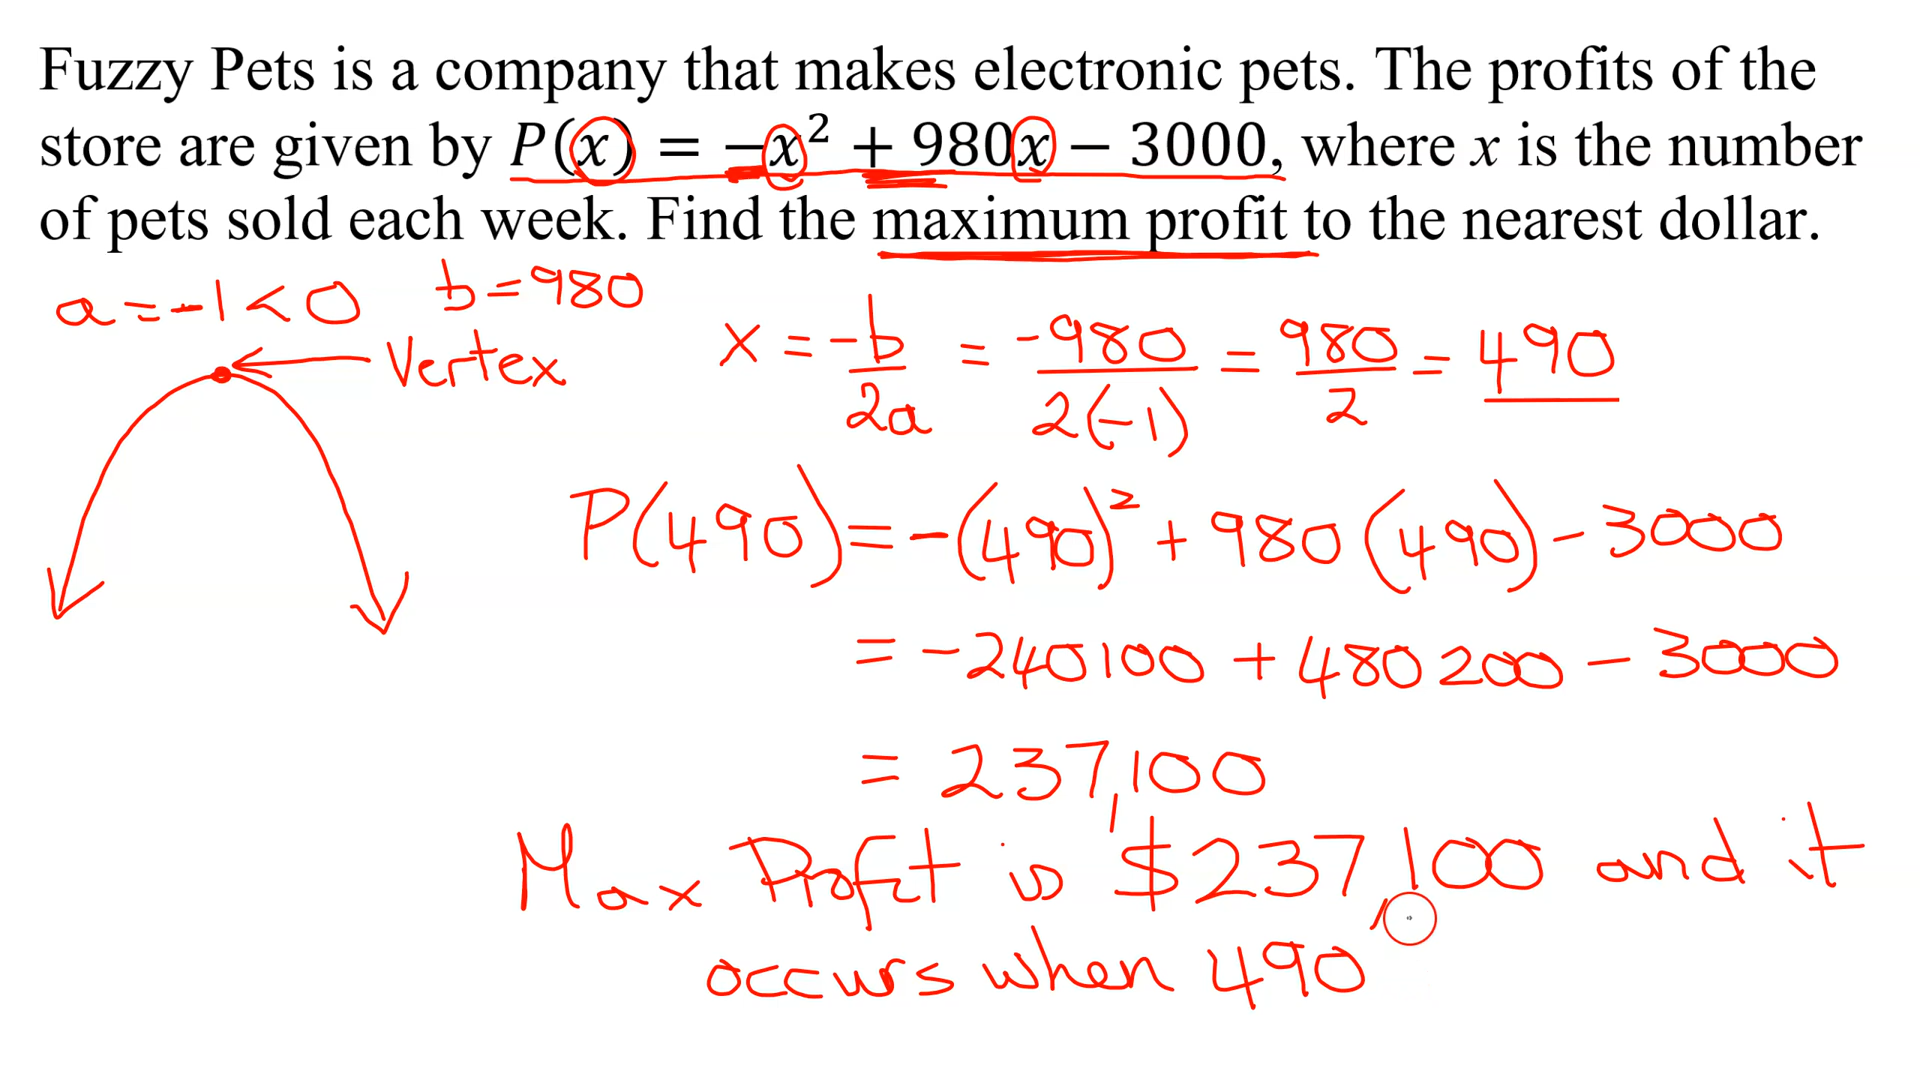 Fuzzy Pets is a company that makes electronic pets. The profits of the
store are given by P(x) = −x² + 980x − 3000, where x is the number
of pets sold each week. Find the maximum profit to the nearest dollar.
a = -1 < 0 b = 980
Vertex
x = -b/2a = -980/2(-1) = 980/2 = 490
P(490) = -(490)² + 980(490) - 3000
= -240100 + 480200 - 3000
= 237,100
Max Profit is $237,100 and it
occurs when 490